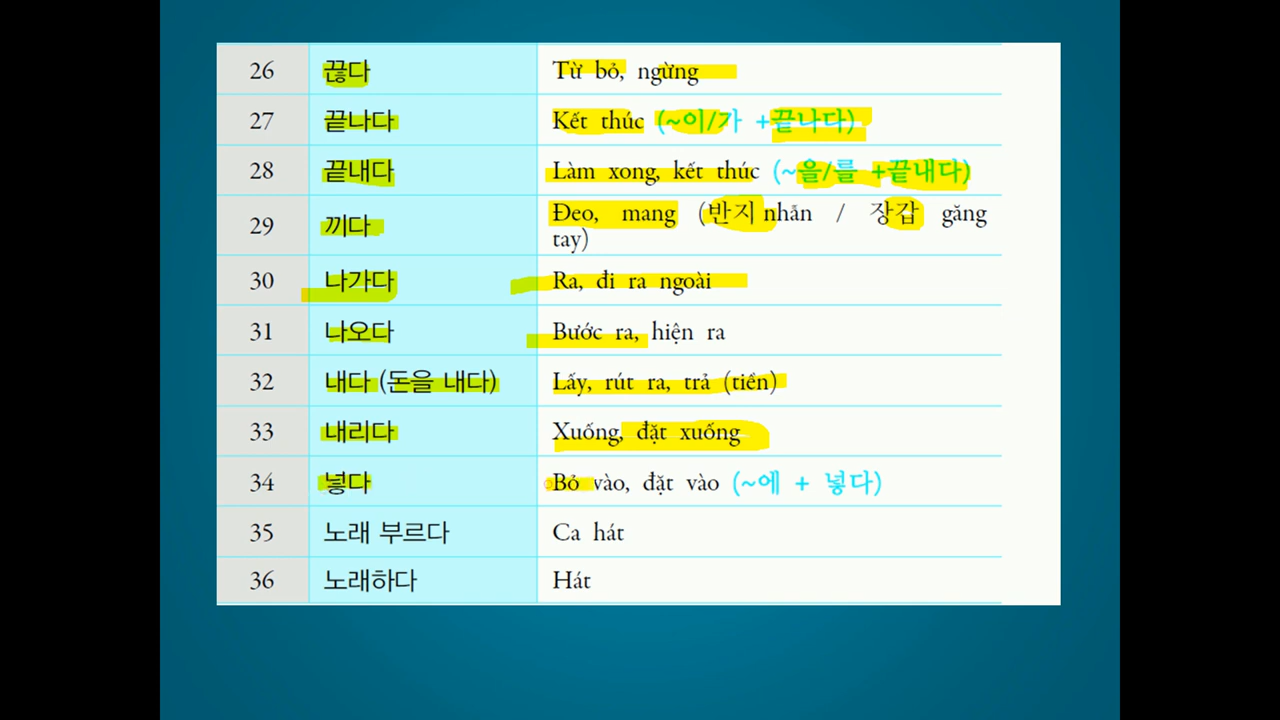 26 끊다 Từ bỏ, ngừng
27 끝나다 Kết thúc (~이/가 +끝나다)
28 끝내다 Làm xong, kết thúc (~을/를 +끝내다)
29 끼다 Đeo, mang (반지 nhẫn / 장갑 găng
tay)
30 나가다 Ra, đi ra ngoài
31 나오다 Bước ra, hiện ra
32 내다 (돈을 내다) Lấy, rút ra, trả (tiền)
33 내리다 Xuống, đặt xuống
34 넣다 Bỏ vào, đặt vào (~에 + 넣다)
35 노래 부르다 Ca hát
36 노래하다 Hát